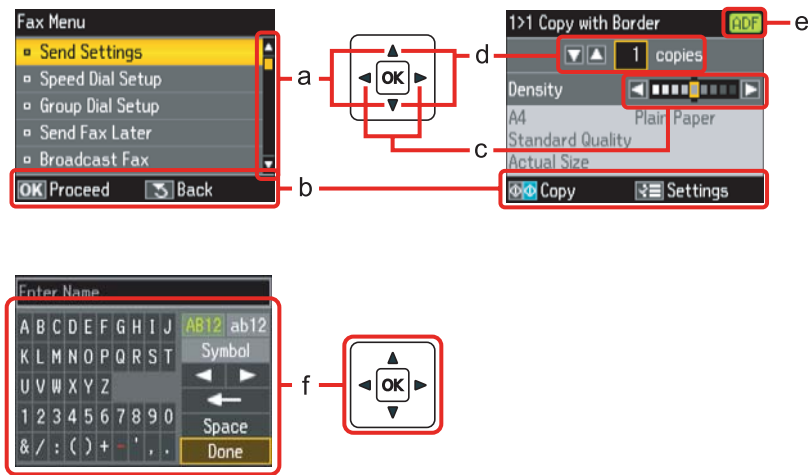 Fax Menu
Send Settings
Speed Dial Setup
Group Dial Setup
Send Fax Later
Broadcast Fax
OK Proceed Back
a
b
OK
c
d
1>1 Copy with Border ADF
e
1 copies
Density
A4 Plain Paper
Standard Quality
Actual Size
Copy Settings
Enter Name
A B C D E F G H I J AB12 ab12
K L M N O P Q R S T Symbol
U V W X Y Z
1 2 3 4 5 6 7 8 9 0 Space
& / : ( ) + - ' , . Done
f
OK